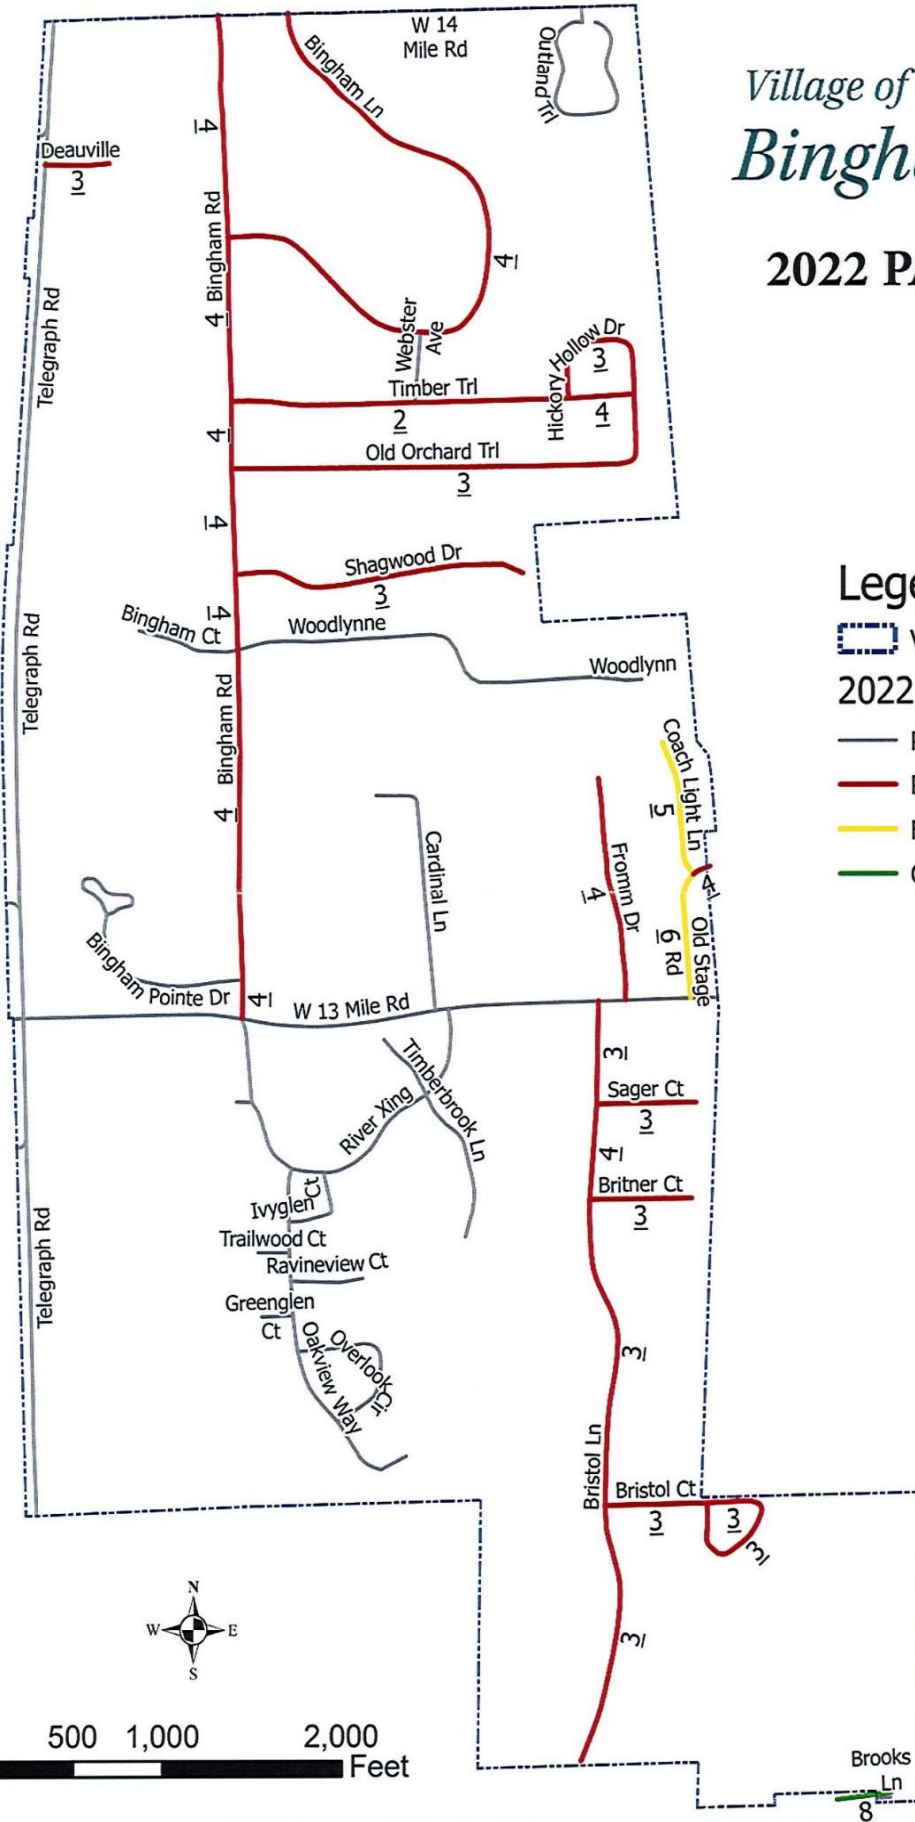 W 14
Mile Rd
Outland Trl
Bingham Ln
4
Deauville
3
Village of
Bingh
2022 PA
Bingham Rd
4
4
Telegraph Rd
Webster
Ave
Hickory Hollow Dr
3
Timber Trl
2
4
4
Old Orchard Trl
3
4
Shagwood Dr
3
4
Bingham Ct
Woodlynne
Woodlynn
Telegraph Rd
Bingham Rd
4
Lege
V
2022
Coach Light Ln
5
4
Cardinal Ln
Fromm Dr
4
Old Stage
Rd
6
Bingham
Pointe Dr
4
W 13 Mile Rd
3
Timberbrook Ln
River Xing
Sager Ct
3
4
Britner Ct
3
Ivyglen Ct
Trailwood Ct
Ravineview Ct
Greenglen
Ct
Telegraph Rd
Overlook Cir
Oakview Way
3
Bristol Ln
Bristol Ct
3
3
3
N
W E
S
3
500 1,000 2,000
Feet
Brooks
Ln
8